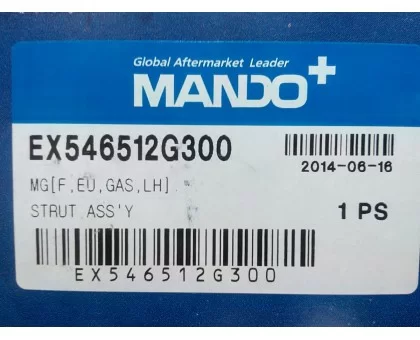 Global Aftermarket Leader
MANDO+
EX546512G300
2014-06-16
MG[F,EU,GAS,LH]
STRUT ASS'Y
1 PS
EX546512G300